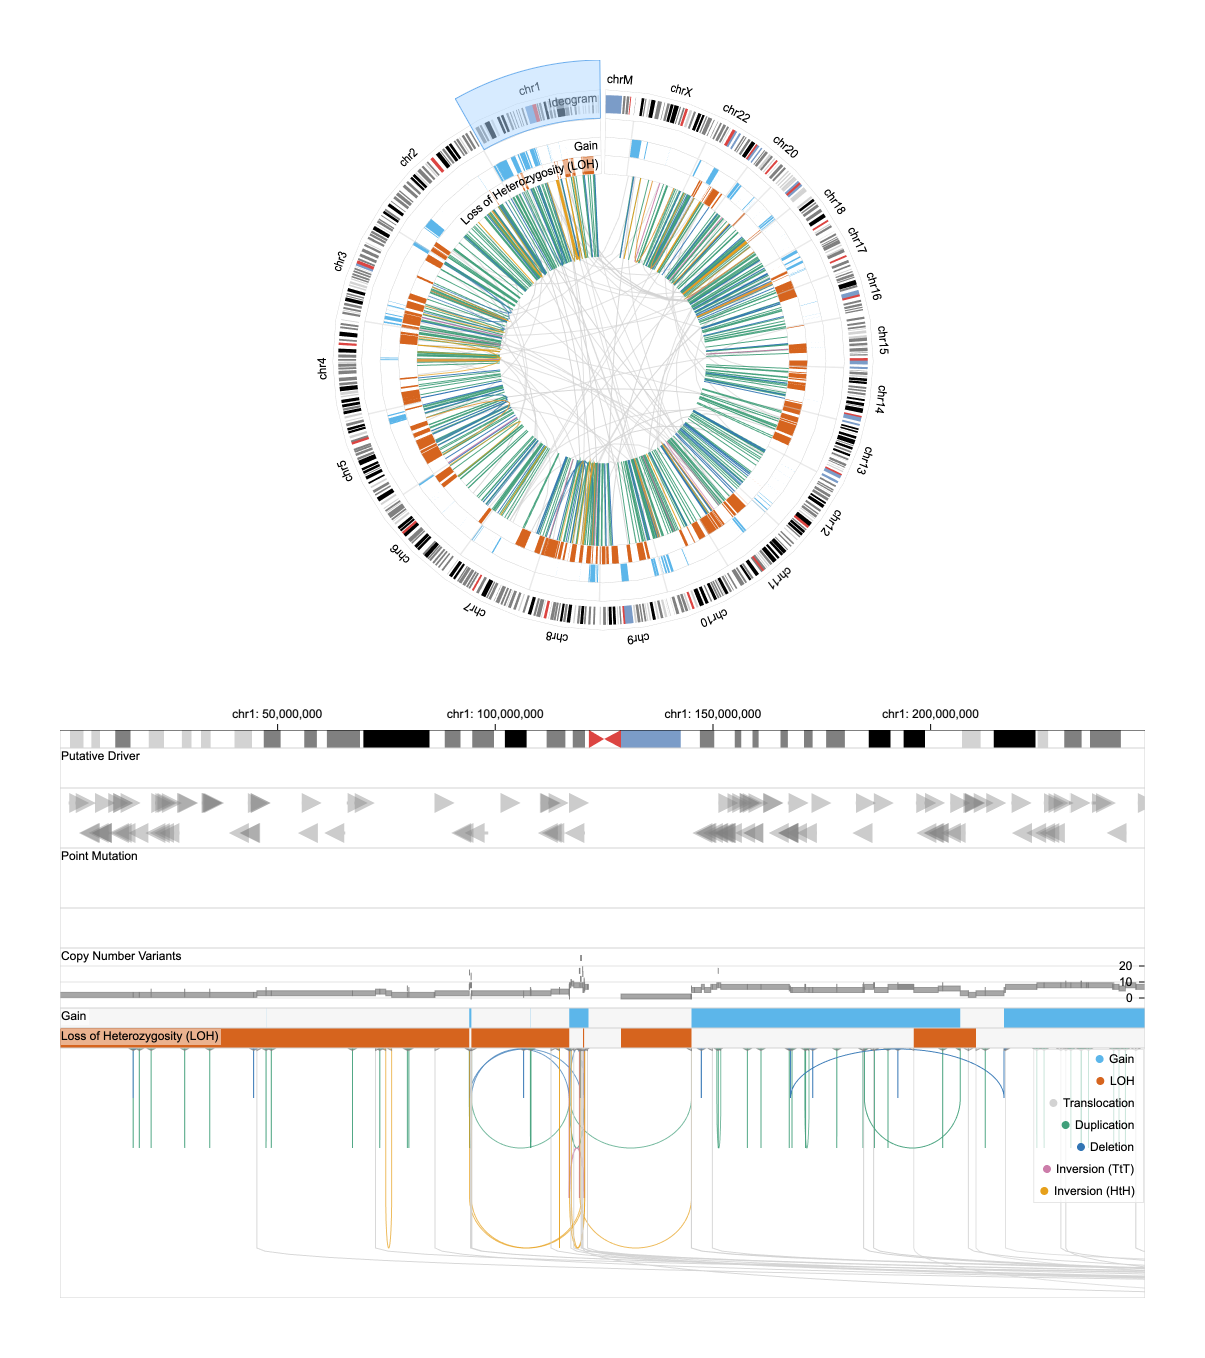 chrM
chrX
chr22
chr20
chr18
chr17
chr16
chr15
chr14
chr13
chr12
chr11
chr10
chr9
chr8
chr7
chr6
chr5
chr4
chr3
chr2
chr1
Ideogram
Gain
Loss of Heterozygosity (LOH)
chr1: 50,000,000
chr1: 100,000,000
chr1: 150,000,000
chr1: 200,000,000
Putative Driver
Point Mutation
Copy Number Variants
20
10
0
Gain
Loss of Heterozygosity (LOH)
Gain
LOH
Translocation
Duplication
Deletion
Inversion (TtT)
Inversion (HtH)